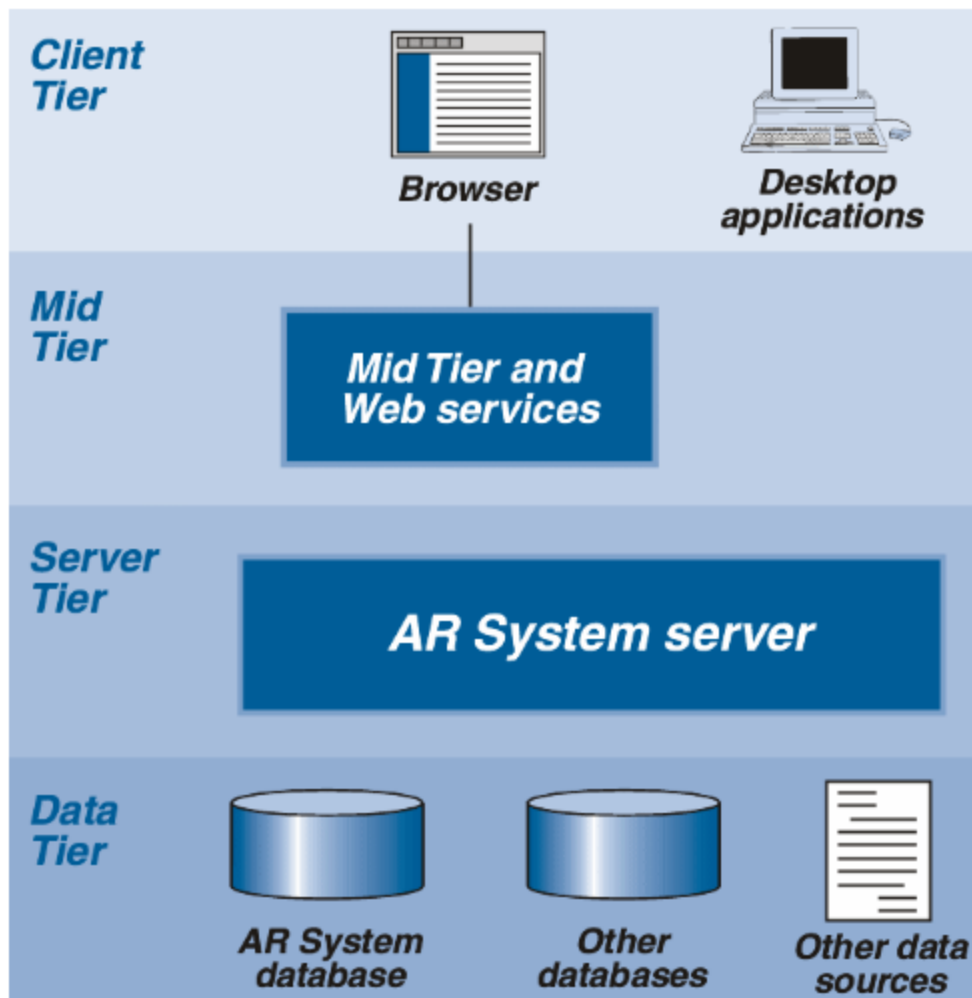 Client
Tier
Browser
Desktop
applications
Mid
Tier
Mid Tier and
Web services
Server
Tier
AR System server
Data
Tier
AR System
database
Other
databases
Other data
sources